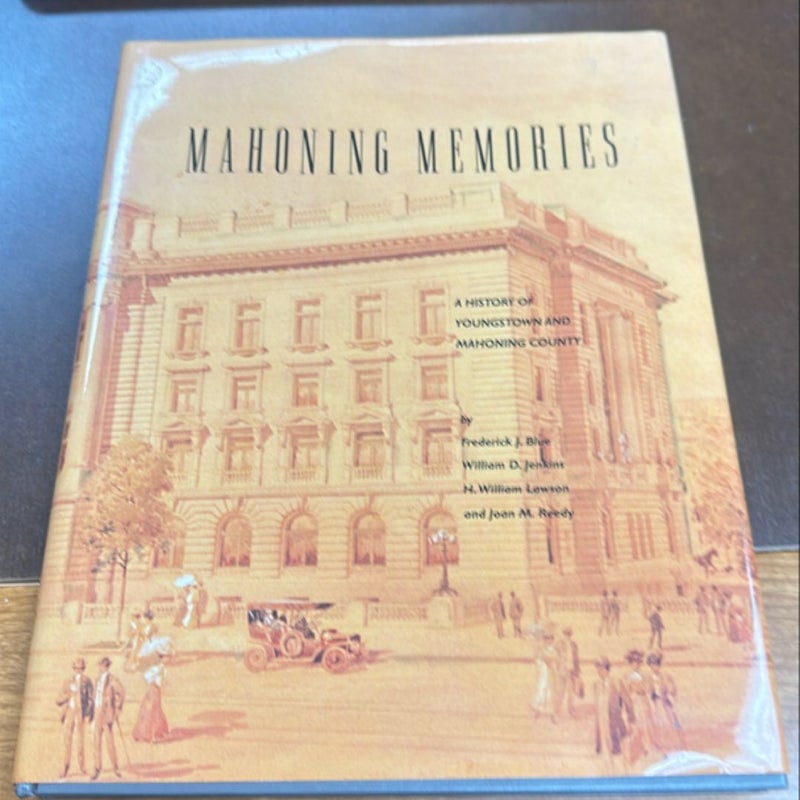 MAHONING MEMORIES
A HISTORY OF
YOUNGSTOWN AND
MAHONING COUNTY
by
Frederick J. Blue
William D. Jenkins
H. William Lawson
and Joan M. Reedy